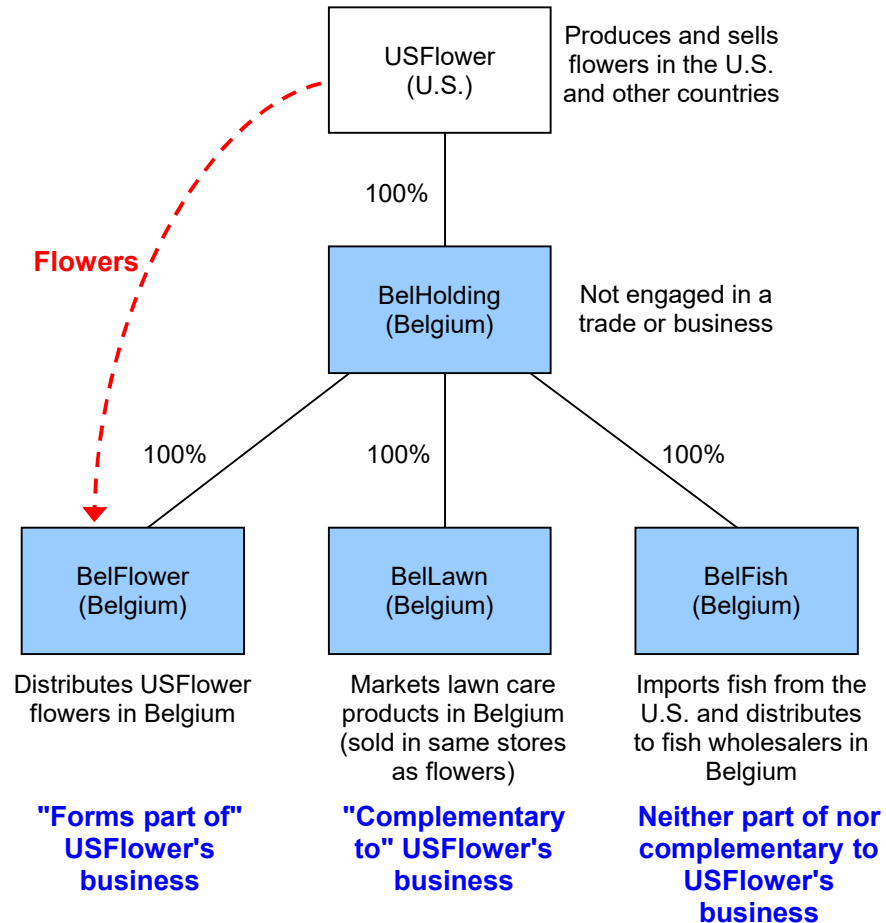 USFlower
(U.S.)
Produces and sells
flowers in the U.S.
and other countries
100%
Flowers
BelHolding
(Belgium)
Not engaged in a
trade or business
100%
100%
100%
BelFlower
(Belgium)
BelLawn
(Belgium)
BelFish
(Belgium)
Distributes USFlower
flowers in Belgium
Markets lawn care
products in Belgium
(sold in same stores
as flowers)
Imports fish from the
U.S. and distributes
to fish wholesalers in
Belgium
"Forms part of"
USFlower's
business
"Complementary
to" USFlower's
business
Neither part of nor
complementary to
USFlower's
business